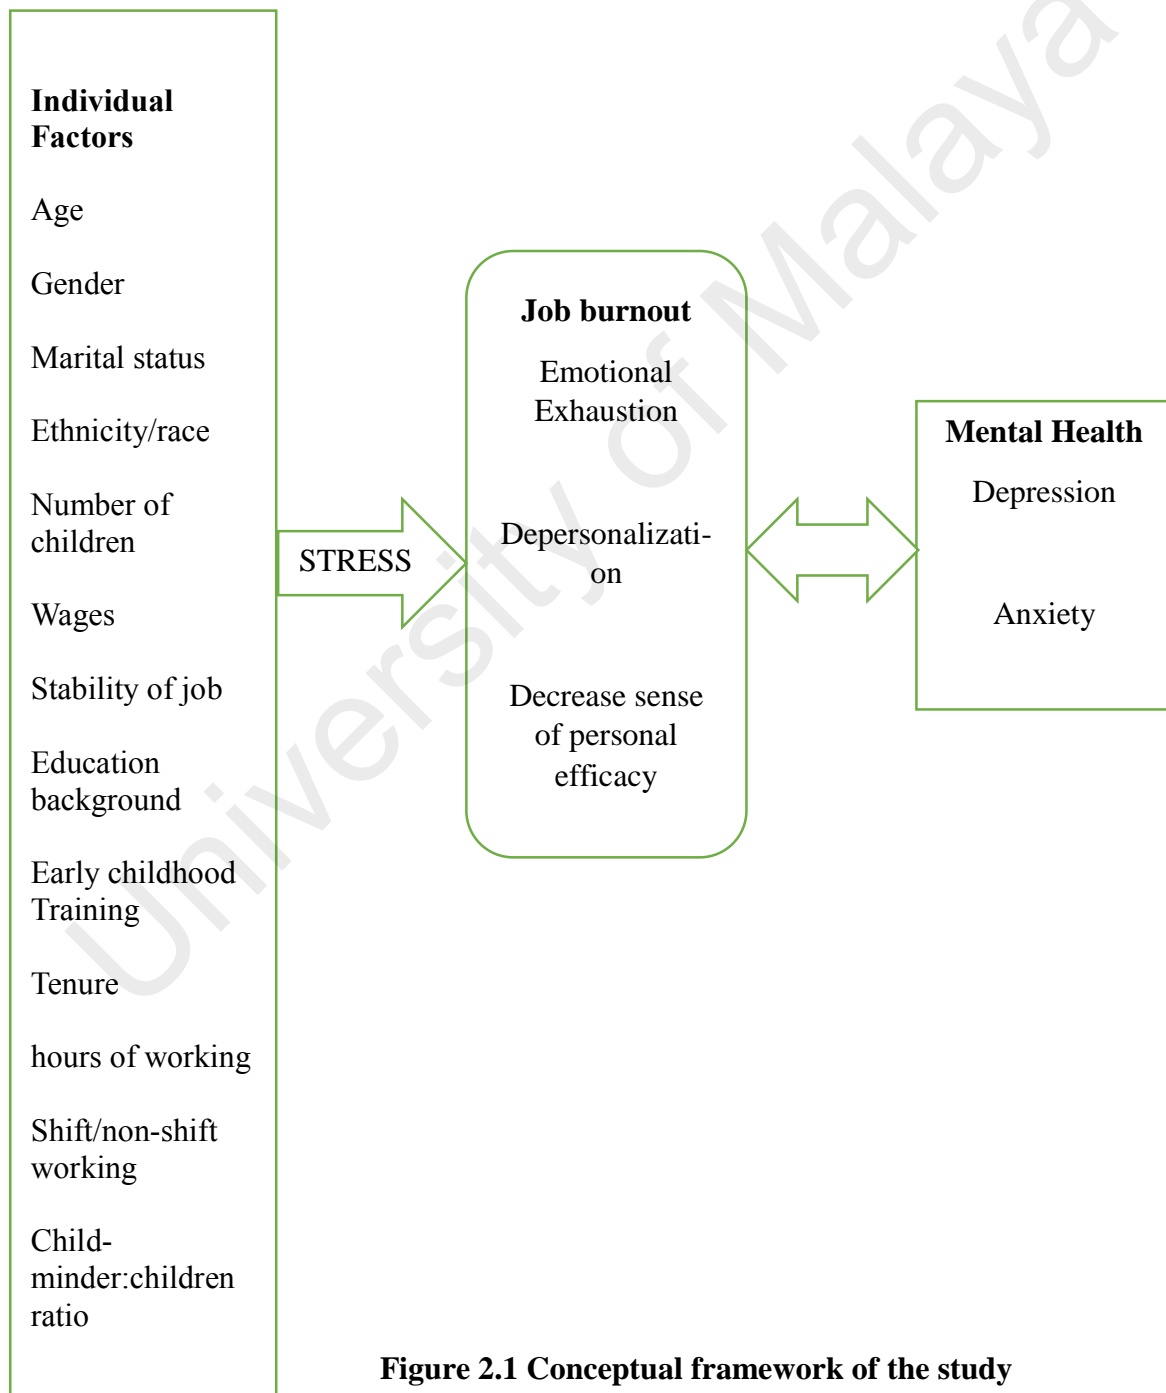 Individual
Factors
Age
Gender
Marital status
Ethnicity/race
Number of
children
Wages
Stability of job
Education
background
Early childhood
Training
Tenure
hours of working
Shift/non-shift
working
Child-
minder:children
ratio
STRESS
Job burnout
Emotional
Exhaustion
Depersonalizati-
on
Decrease sense
of personal
efficacy
Mental Health
Depression
Anxiety
Figure 2.1 Conceptual framework of the study
University of Malaya